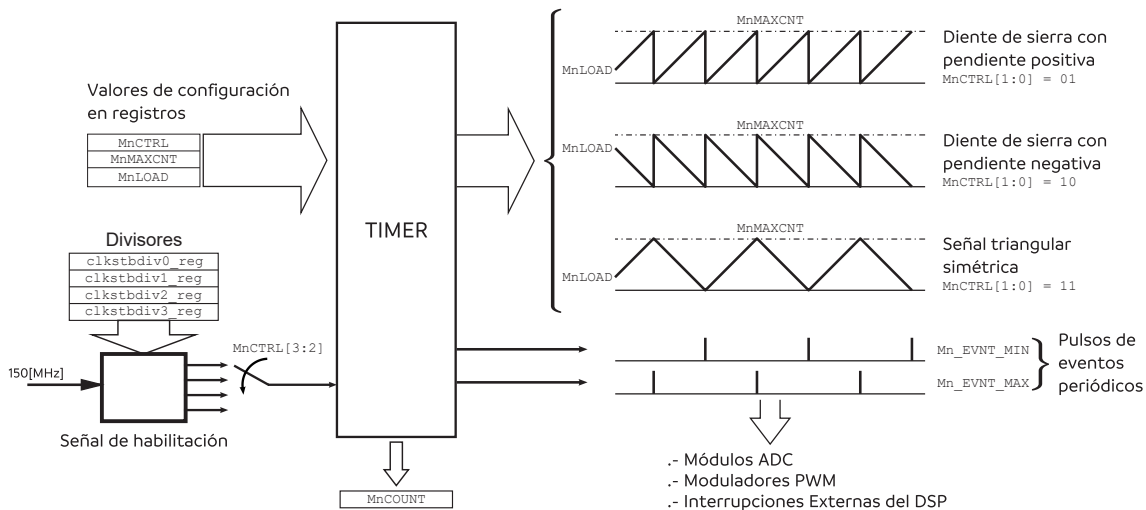 Valores de configuración
en registros
MnCTRL
MnMAXCNT
MnLOAD
Divisores
clkstbdiv0_reg
clkstbdiv1_reg
clkstbdiv2_reg
clkstbdiv3_reg
MnCTRL[3:2]
150[MHz]
Señal de habilitación
TIMER
MnCOUNT
MnMAXCNT
MnLOAD
Diente de sierra con
pendiente positiva
MnCTRL[1:0] = 01
MnMAXCNT
MnLOAD
Diente de sierra con
pendiente negativa
MnCTRL[1:0] = 10
MnMAXCNT
MnLOAD
Señal triangular
simétrica
MnCTRL[1:0] = 11
Mn_EVNT_MIN
Mn_EVNT_MAX
Pulsos de
eventos
periódicos
.- Módulos ADC
.- Moduladores PWM
.- Interrupciones Externas del DSP